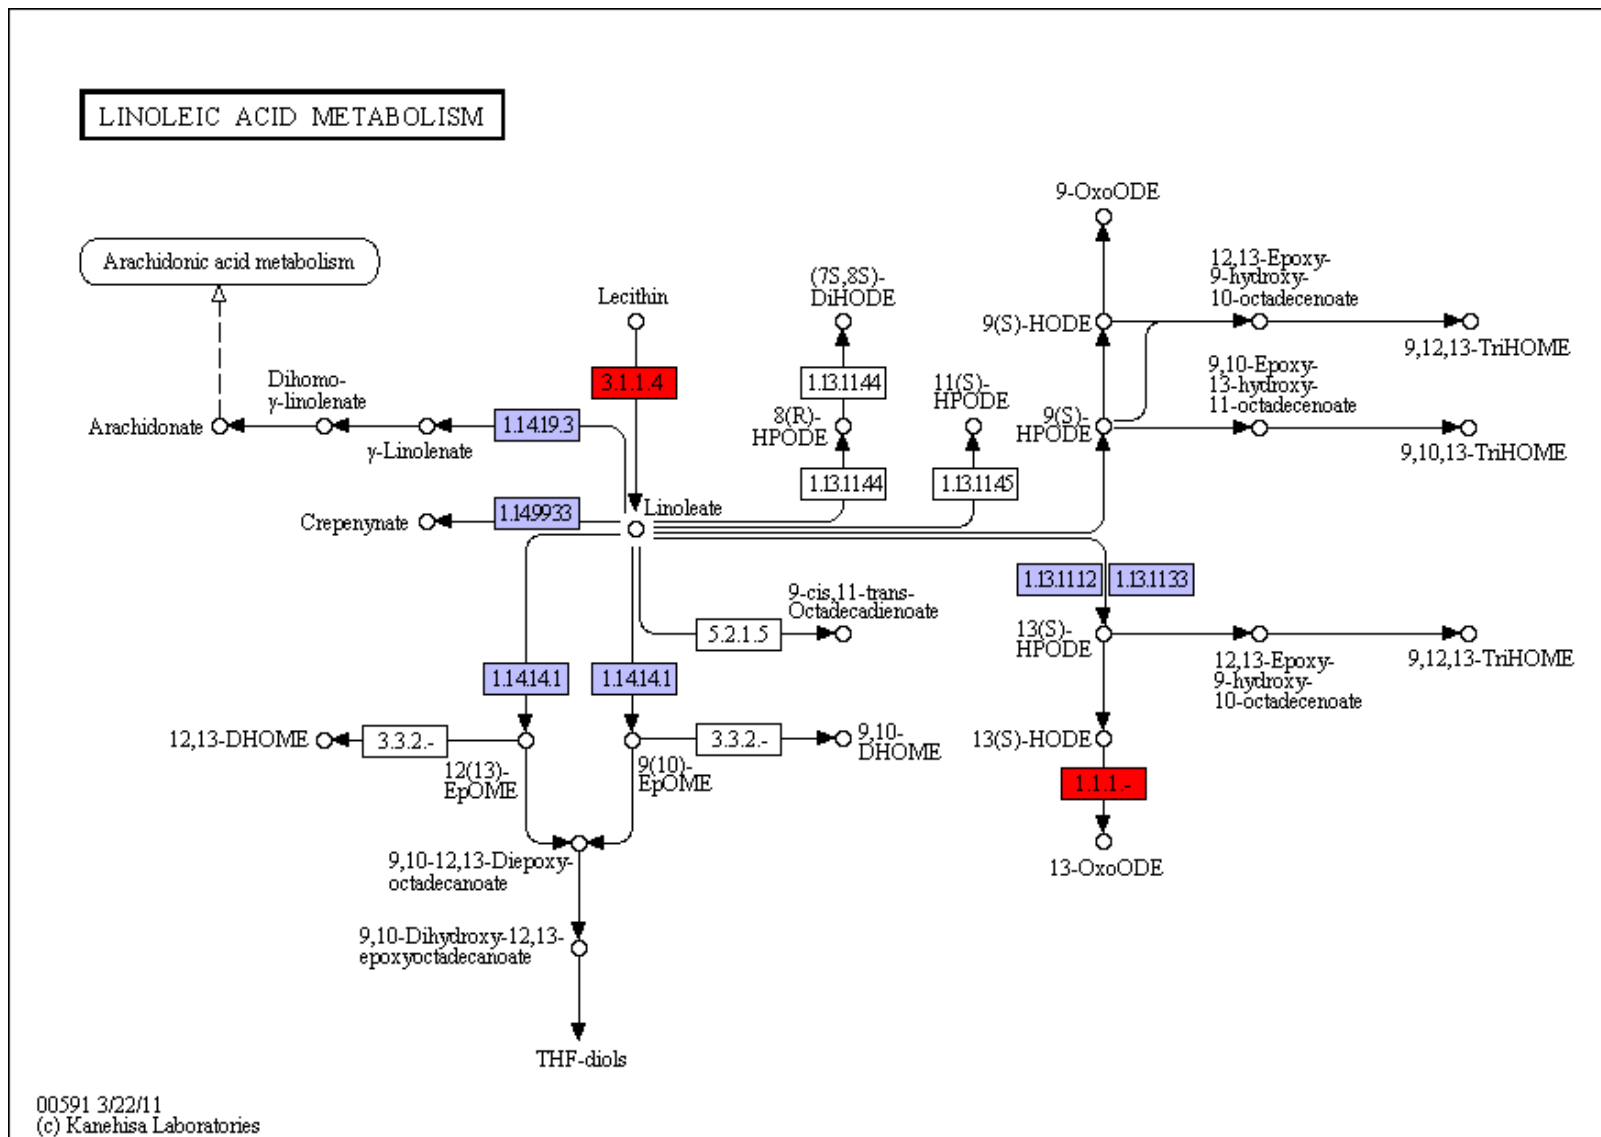 LINOLEIC ACID METABOLISM
9-OxoODE
Arachidonic acid metabolism
Lecithin
(7S,8S)-
DiHODE
12,13-Epoxy-
9-hydroxy-
10-octadecenoate
9(S)-HODE
9,12,13-TriHOME
3.1.1.4
1.13.11.44
11(S)-
HPODE
9,10-Epoxy-
13-hydroxy-
11-octadecenoate
Dihomo-
γ-linolenate
Arachidonate
γ-Linolenate
1.14.19.3
8(R)-
HPODE
9(S)-
HPODE
9,10,13-TriHOME
1.13.11.44
1.13.11.45
Crepenynate
1.14.99.33
Linoleate
1.13.11.12
1.13.11.33
9-cis,11-trans-
Octadecadienoate
5.2.1.5
13(S)-
HPODE
12,13-Epoxy-
9-hydroxy-
10-octadecenoate
9,12,13-TriHOME
1.14.14.1
1.14.14.1
12,13-DHOME
3.3.2.-
12(13)-
EpOME
9(10)-
EpOME
3.3.2.-
9,10-
DHOME
13(S)-HODE
1.1.1.-
13-OxoODE
9,10-12,13-Diepoxy-
octadecanoate
9,10-Dihydroxy-12,13-
epoxyoctadecanoate
THF-diols
00591 3/22/11
(c) Kanehisa Laboratories